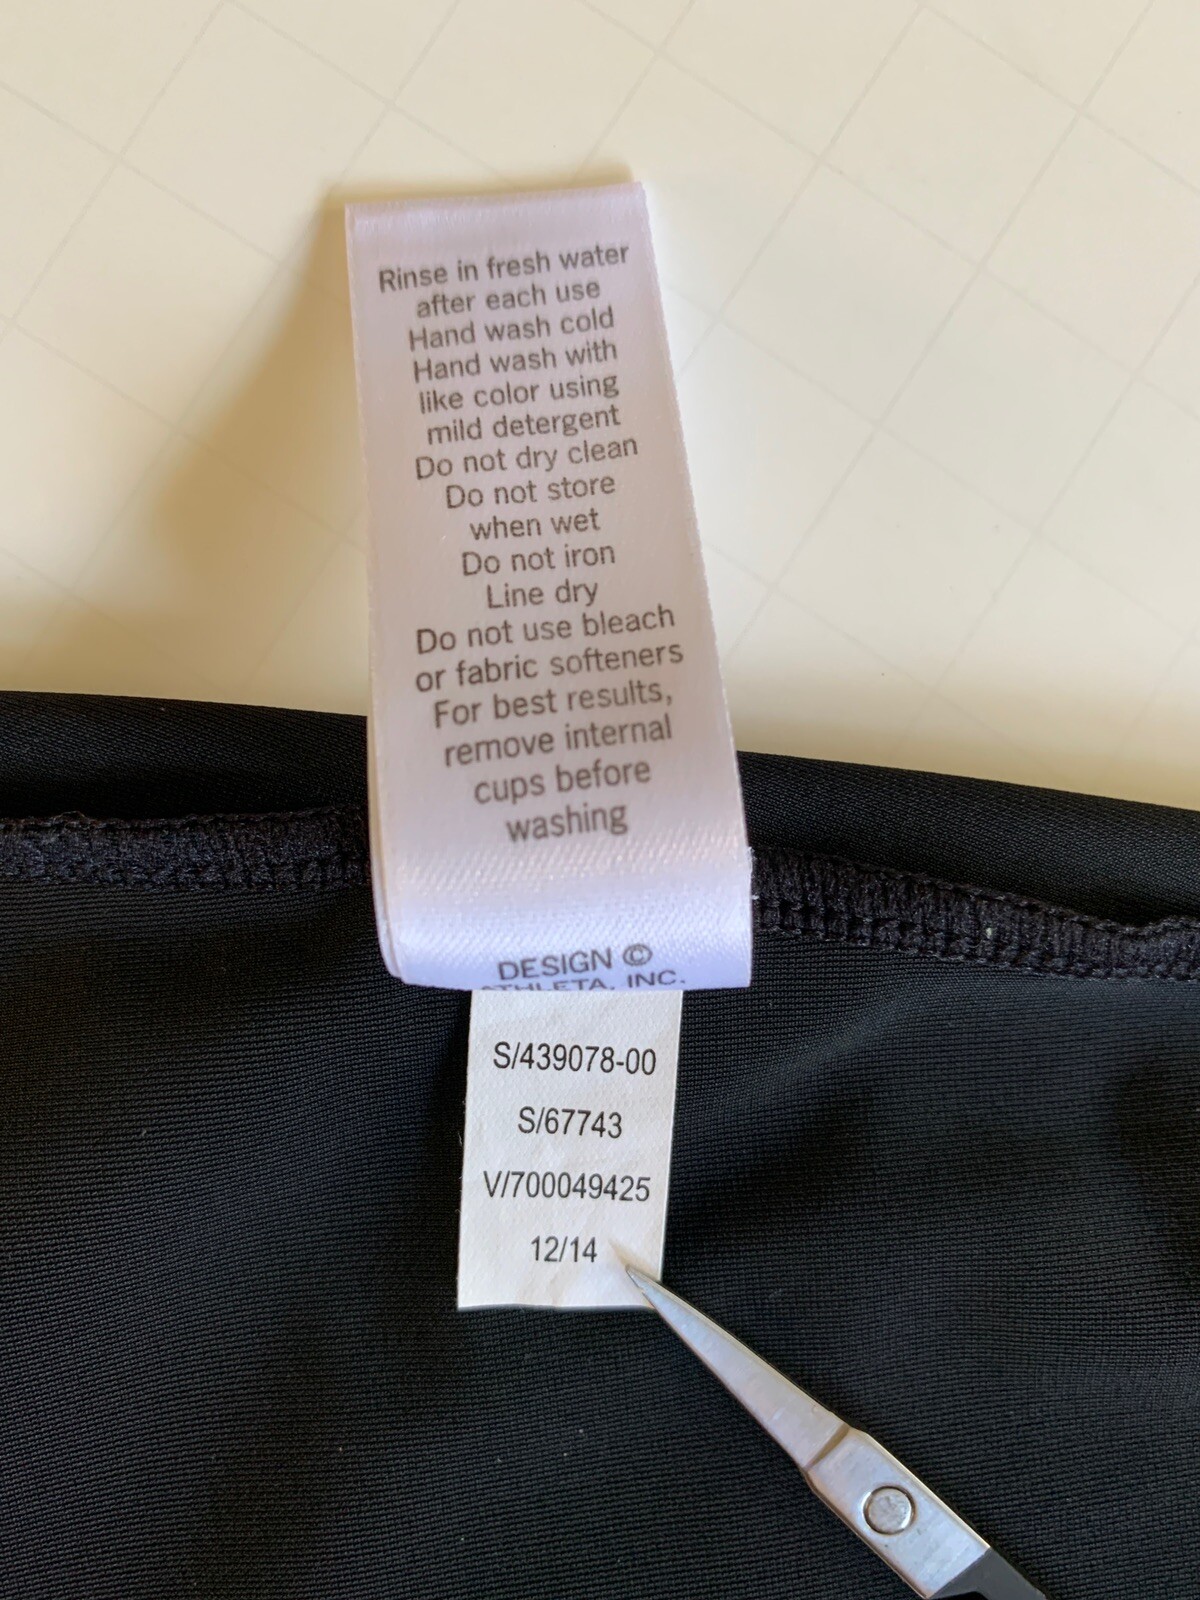 Rinse in fresh water
after each use
Hand wash cold
Hand wash with
like color using
mild detergent
Do not dry clean
Do not store
when wet
Do not iron
Line dry
Do not use bleach
or fabric softeners
For best results,
remove internal
cups before
washing
DESIGN ©
ATHLETA, INC.
S/439078-00
S/67743
V/700049425
12/14